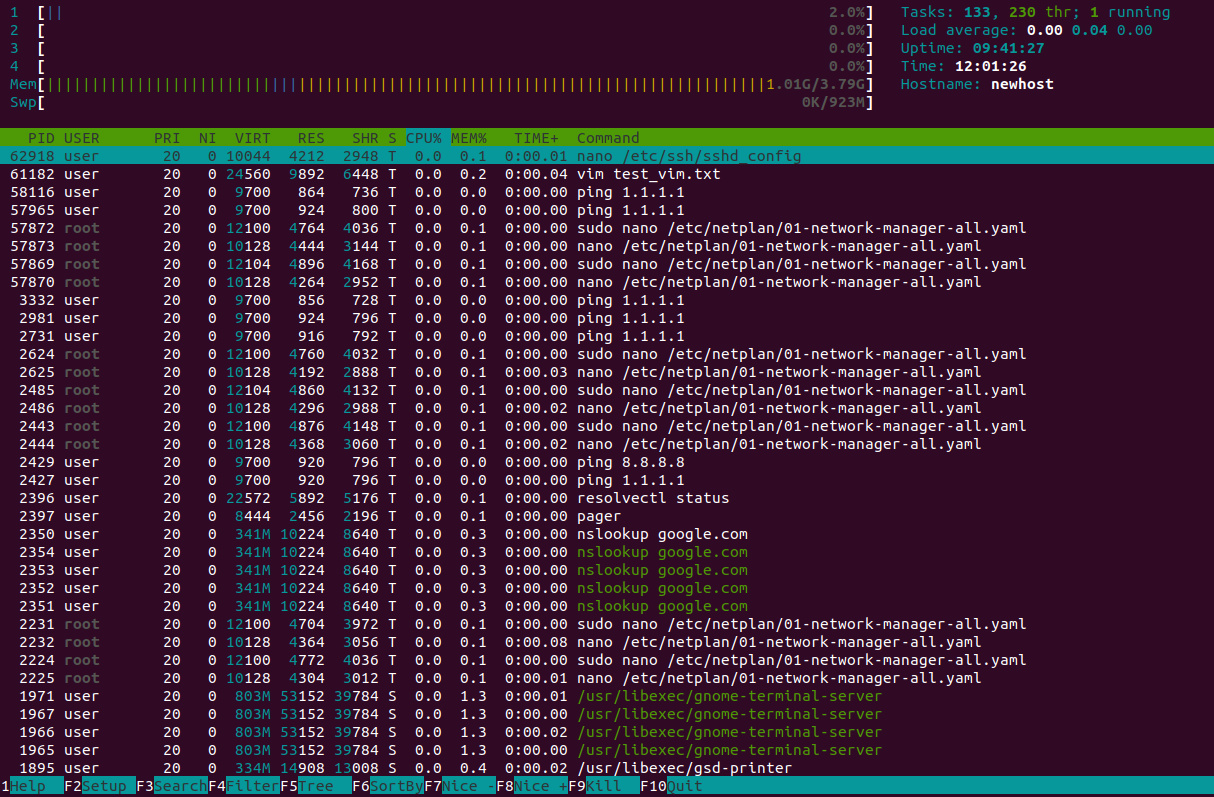 1 [|| 2.0%] Tasks: 133, 230 thr; 1 running
2 [ 0.0%] Load average: 0.00 0.04 0.00
3 [ 0.0%] Uptime: 09:41:27
4 [ 0.0%] Time: 12:01:26
Mem[||||||||||||||||||||||||||||||||||||||||||||||||||||||||||||||||||||||||||||||||1.01G/3.79G] Hostname: newhost
Swp[ 0K/923M]
PID USER PRI NI VIRT RES SHR S CPU% MEM% TIME+ Command
62918 user 20 0 10044 4212 2948 T 0.0 0.1 0:00.01 nano /etc/ssh/sshd_config
61182 user 20 0 24560 9892 6448 T 0.0 0.2 0:00.04 vim test_vim.txt
58116 user 20 0 9700 864 736 T 0.0 0.0 0:00.00 ping 1.1.1.1
57965 user 20 0 9700 924 800 T 0.0 0.0 0:00.00 ping 1.1.1.1
57872 root 20 0 12100 4764 4036 T 0.0 0.1 0:00.00 sudo nano /etc/netplan/01-network-manager-all.yaml
57873 root 20 0 10128 4444 3144 T 0.0 0.1 0:00.00 nano /etc/netplan/01-network-manager-all.yaml
57869 root 20 0 12104 4896 4168 T 0.0 0.1 0:00.00 sudo nano /etc/netplan/01-network-manager-all.yaml
57870 root 20 0 10128 4264 2952 T 0.0 0.1 0:00.00 nano /etc/netplan/01-network-manager-all.yaml
3332 user 20 0 9700 856 728 T 0.0 0.0 0:00.00 ping 1.1.1.1
2981 user 20 0 9700 924 796 T 0.0 0.0 0:00.00 ping 1.1.1.1
2731 user 20 0 9700 916 792 T 0.0 0.0 0:00.00 ping 1.1.1.1
2624 root 20 0 12100 4760 4032 T 0.0 0.1 0:00.00 sudo nano /etc/netplan/01-network-manager-all.yaml
2625 root 20 0 10128 4192 2888 T 0.0 0.1 0:00.03 nano /etc/netplan/01-network-manager-all.yaml
2485 root 20 0 12104 4860 4132 T 0.0 0.1 0:00.00 sudo nano /etc/netplan/01-network-manager-all.yaml
2486 root 20 0 10128 4296 2988 T 0.0 0.1 0:00.02 nano /etc/netplan/01-network-manager-all.yaml
2443 root 20 0 12100 4876 4148 T 0.0 0.1 0:00.00 sudo nano /etc/netplan/01-network-manager-all.yaml
2444 root 20 0 10128 4368 3060 T 0.0 0.1 0:00.02 nano /etc/netplan/01-network-manager-all.yaml
2429 user 20 0 9700 920 796 T 0.0 0.0 0:00.00 ping 8.8.8.8
2427 user 20 0 9700 920 796 T 0.0 0.0 0:00.00 ping 1.1.1.1
2396 user 20 0 22572 5892 5176 T 0.0 0.1 0:00.00 resolvectl status
2397 user 20 0 8444 2456 2196 T 0.0 0.1 0:00.00 pager
2350 user 20 0 341M 10224 8640 T 0.0 0.3 0:00.00 nslookup google.com
2354 user 20 0 341M 10224 8640 T 0.0 0.3 0:00.00 nslookup google.com
2353 user 20 0 341M 10224 8640 T 0.0 0.3 0:00.00 nslookup google.com
2352 user 20 0 341M 10224 8640 T 0.0 0.3 0:00.00 nslookup google.com
2351 user 20 0 341M 10224 8640 T 0.0 0.3 0:00.00 nslookup google.com
2231 root 20 0 12100 4704 3972 T 0.0 0.1 0:00.00 sudo nano /etc/netplan/01-network-manager-all.yaml
2232 root 20 0 10128 4364 3056 T 0.0 0.1 0:00.08 nano /etc/netplan/01-network-manager-all.yaml
2224 root 20 0 12100 4772 4036 T 0.0 0.1 0:00.00 sudo nano /etc/netplan/01-network-manager-all.yaml
2225 root 20 0 10128 4304 3012 T 0.0 0.1 0:00.01 nano /etc/netplan/01-network-manager-all.yaml
1971 user 20 0 803M 53152 39784 S 0.0 1.3 0:00.01 /usr/libexec/gnome-terminal-server
1967 user 20 0 803M 53152 39784 S 0.0 1.3 0:00.00 /usr/libexec/gnome-terminal-server
1966 user 20 0 803M 53152 39784 S 0.0 1.3 0:00.02 /usr/libexec/gnome-terminal-server
1965 user 20 0 803M 53152 39784 S 0.0 1.3 0:00.00 /usr/libexec/gnome-terminal-server
1895 user 20 0 334M 14908 13008 S 0.0 0.4 0:00.02 /usr/libexec/gsd-printer
1Help F2Setup F3SearchF4FilterF5Tree F6SortByF7Nice -F8Nice +F9Kill F10Quit